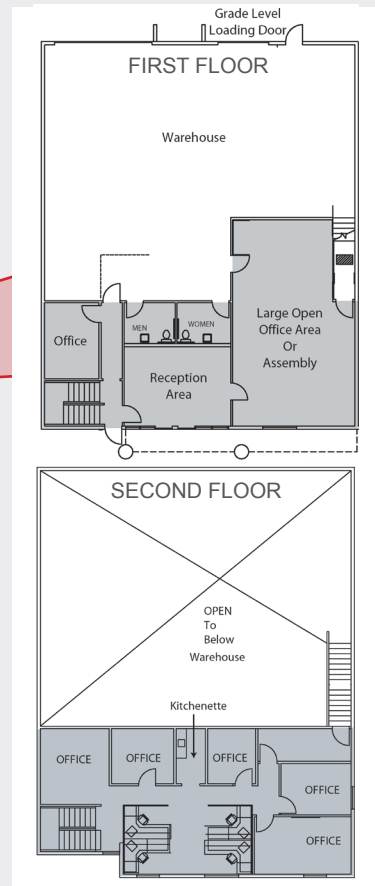 Grade Level
Loading Door
FIRST FLOOR
Warehouse
Office
MEN
WOMEN
Reception
Area
Large Open
Office Area
Or
Assembly
SECOND FLOOR
OPEN
To
Below
Warehouse
Kitchenette
OFFICE
OFFICE
OFFICE
OFFICE
OFFICE